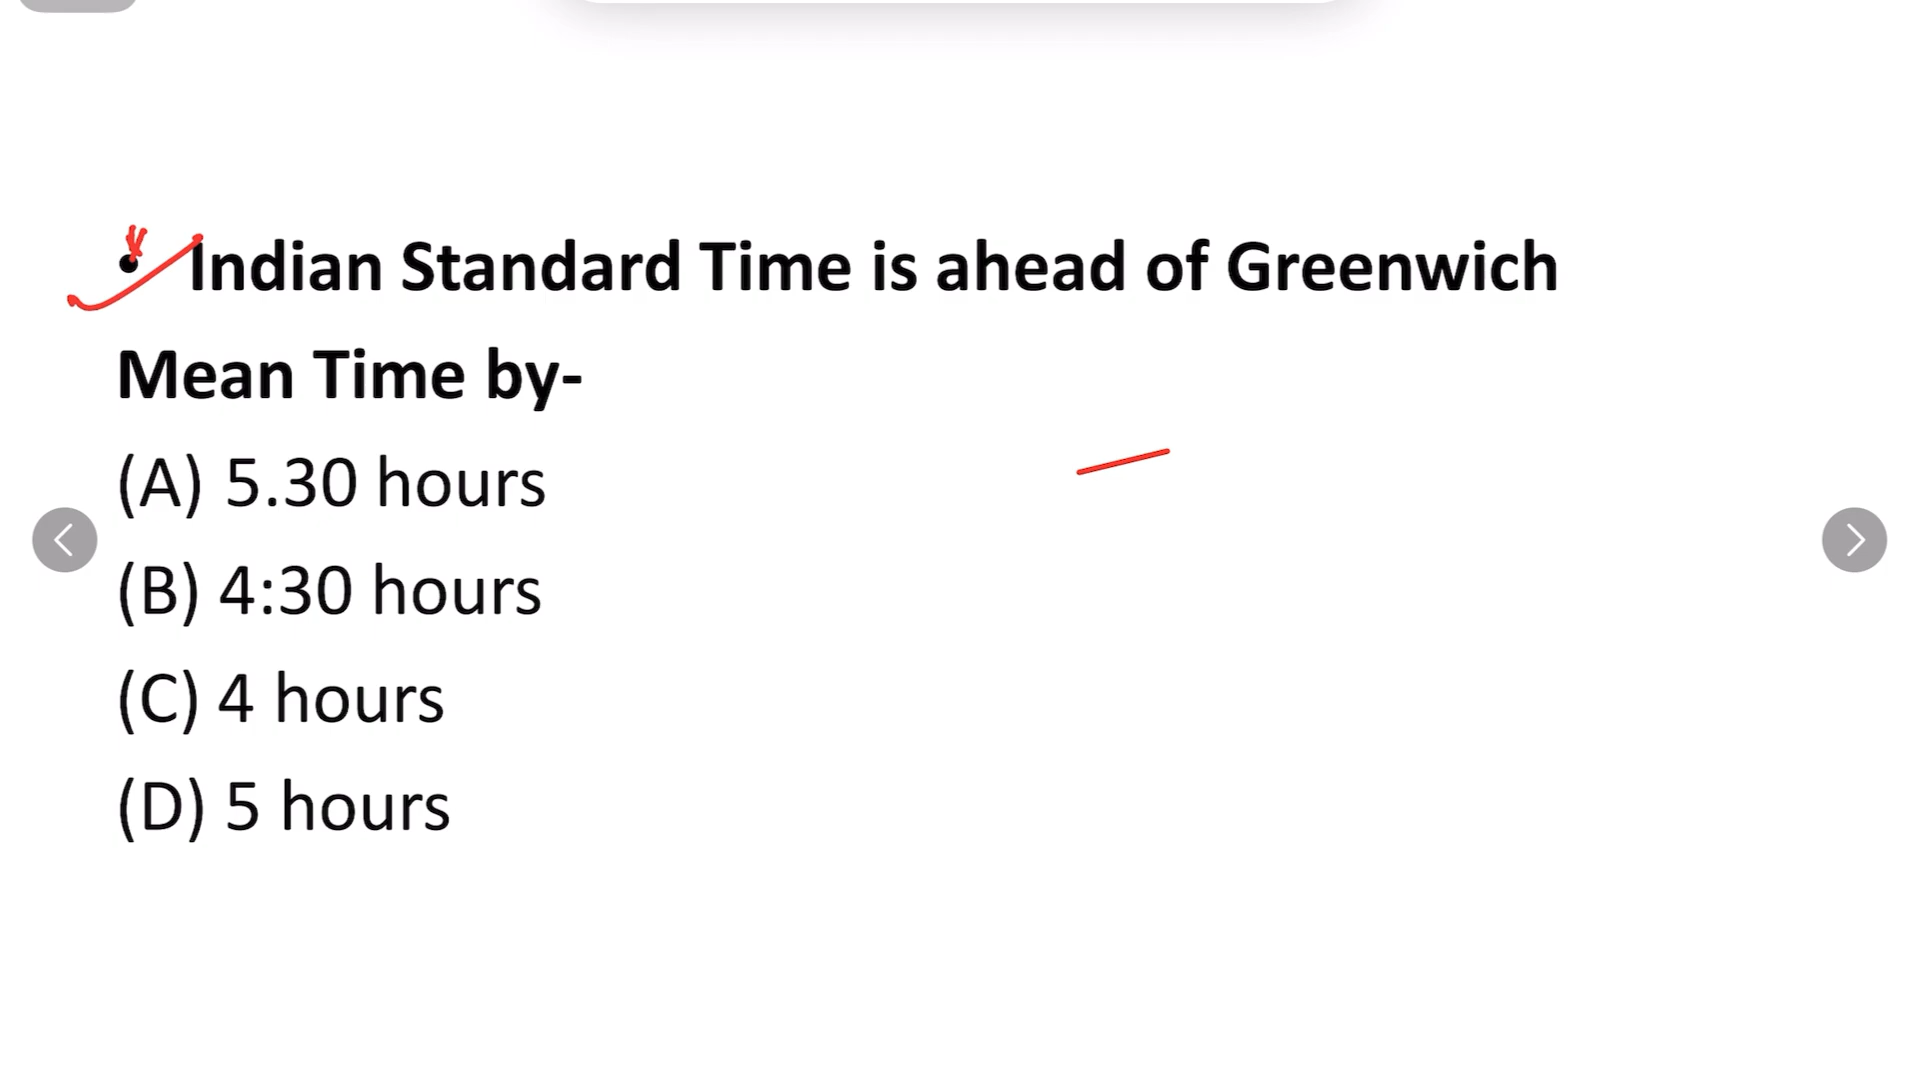 • Indian Standard Time is ahead of Greenwich
Mean Time by-
(A) 5.30 hours
(B) 4:30 hours
(C) 4 hours
(D) 5 hours